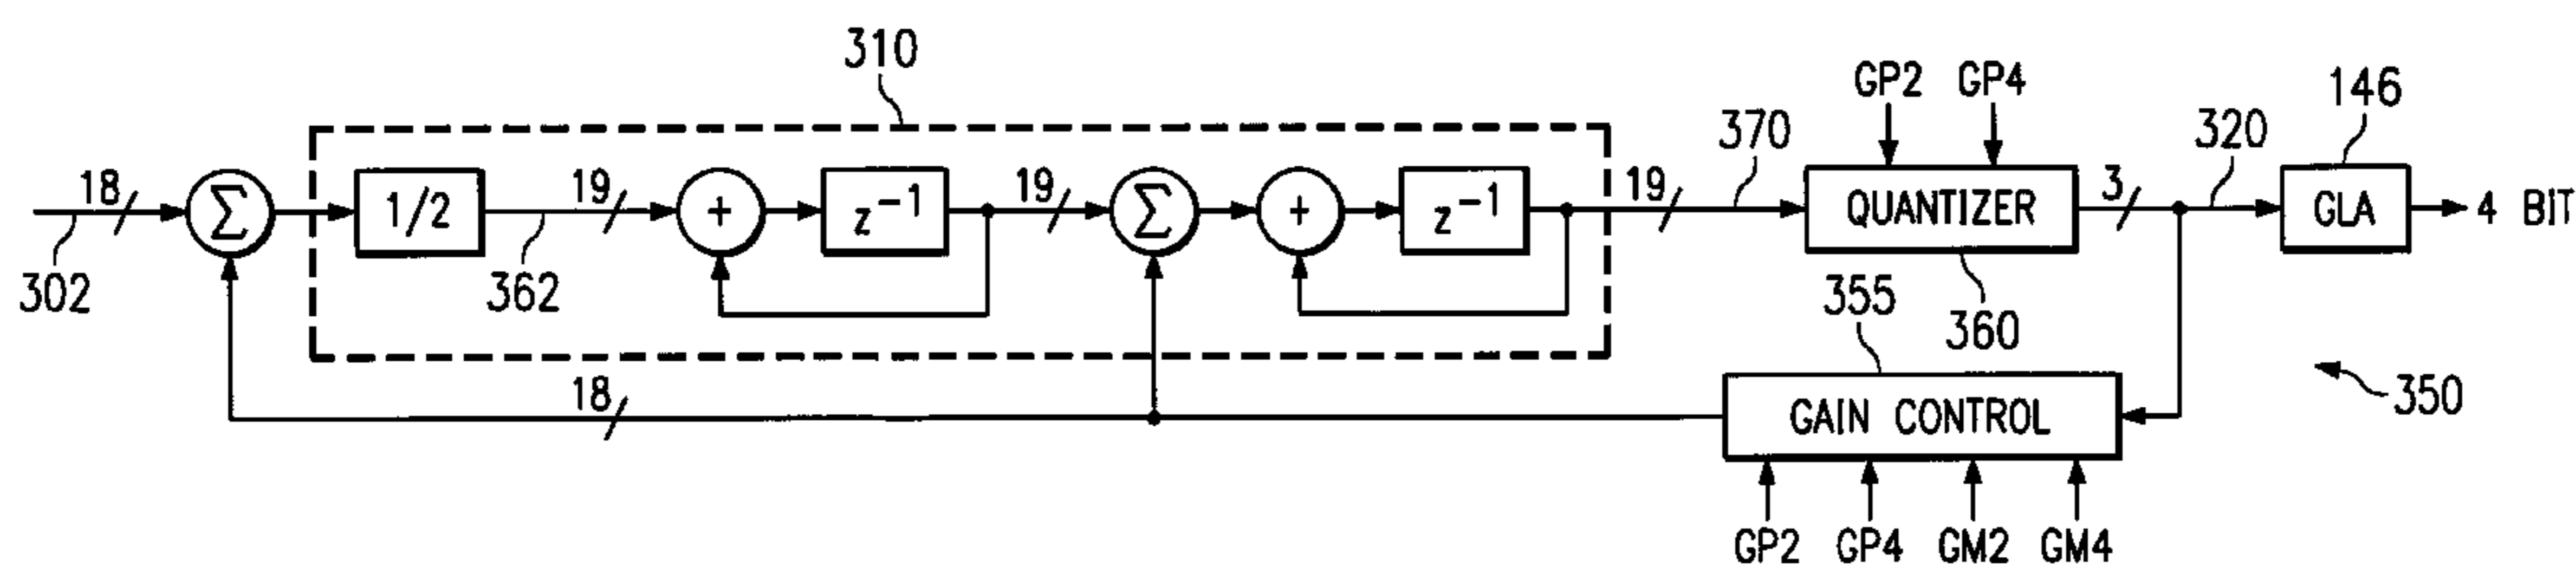 310
GP2 GP4
146
370
320
18
1/2
19
+
z⁻¹
19
Σ
+
z⁻¹
19
QUANTIZER
3
GLA
4 BIT
Σ
302
362
355
360
18
GAIN CONTROL
350
GP2 GP4 GM2 GM4